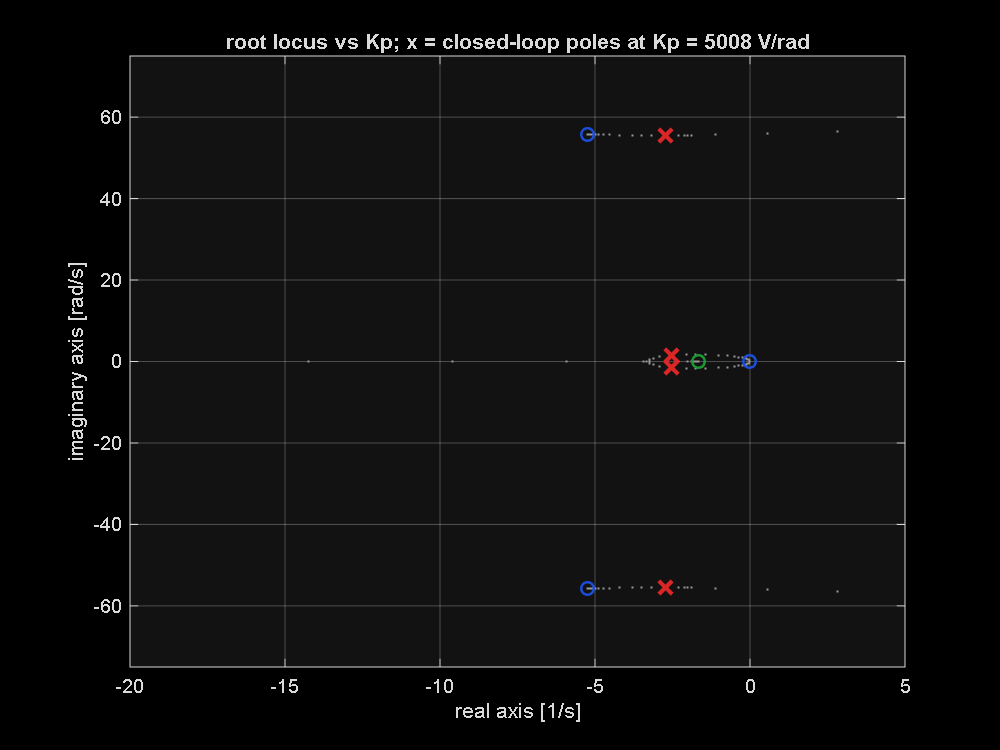 root locus vs Kp; x = closed-loop poles at Kp = 5008 V/rad
60
40
20
0
-20
-40
-60
imaginary axis [rad/s]
-20 -15 -10 -5 0 5
real axis [1/s]